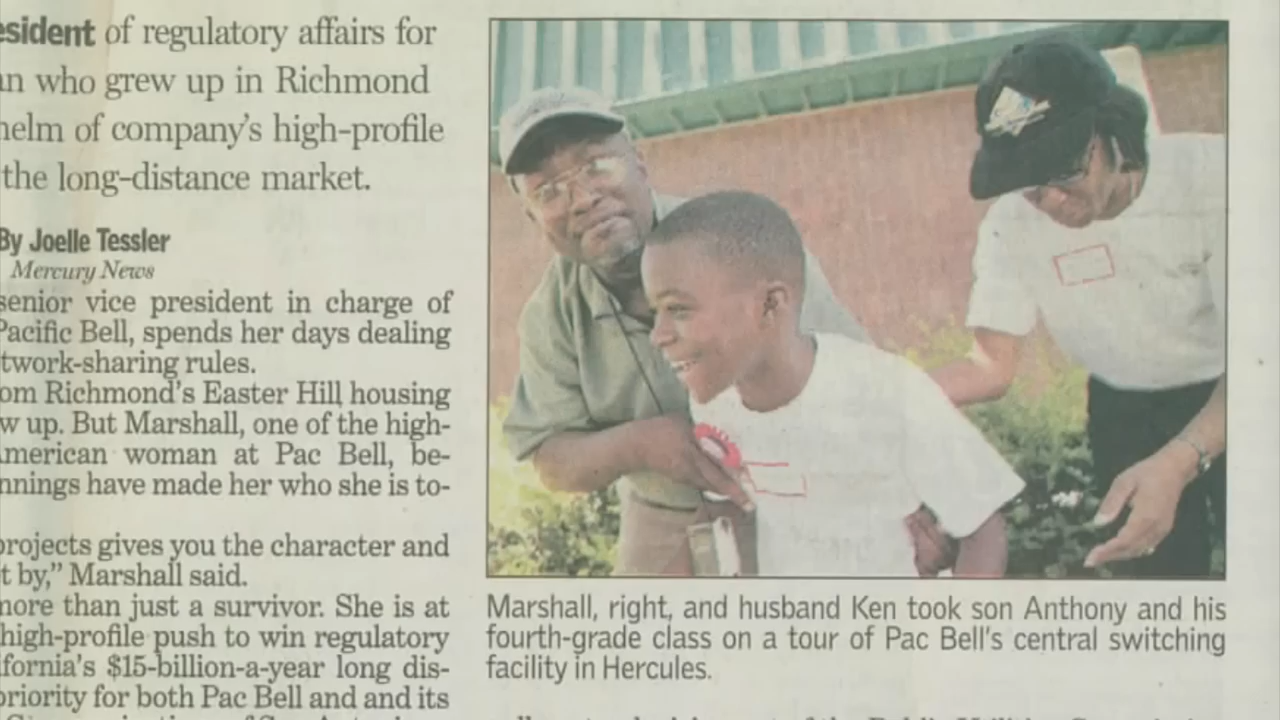 esident of regulatory affairs for
an who grew up in Richmond
helm of company's high-profile
the long-distance market.
By Joelle Tessler
Mercury News
senior vice president in charge of
Pacific Bell, spends her days dealing
twork-sharing rules.
om Richmond's Easter Hill housing
w up. But Marshall, one of the high-
American woman at Pac Bell, be-
nnings have made her who she is to-
projects gives you the character and
t by," Marshall said.
more than just a survivor. She is at
high-profile push to win regulatory
ifornia's $15-billion-a-year long dis-
priority for both Pac Bell and and its
Marshall, right, and husband Ken took son Anthony and his
fourth-grade class on a tour of Pac Bell's central switching
facility in Hercules.